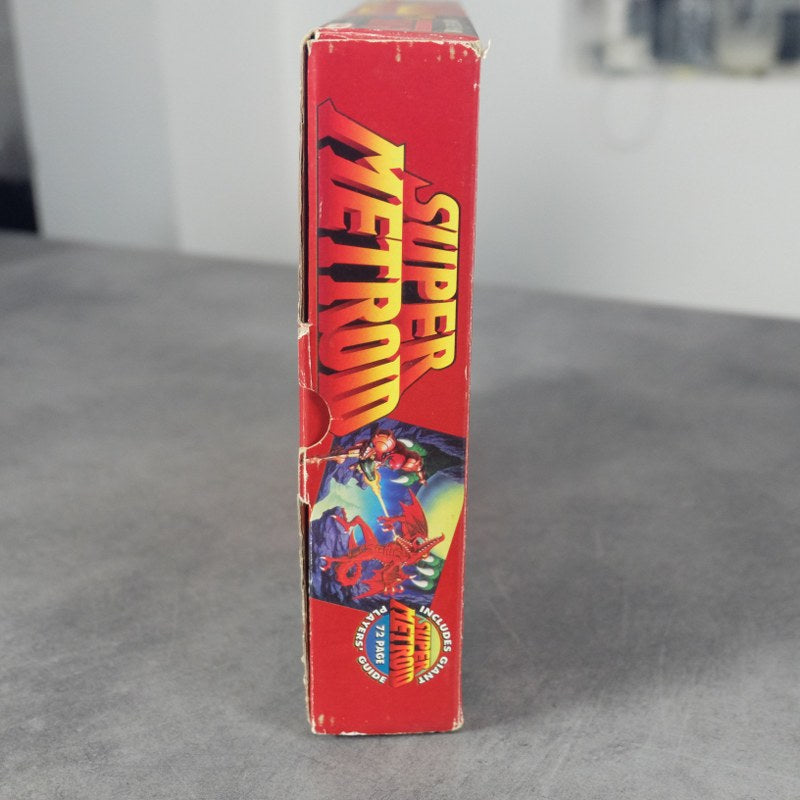 SUPER
METROID
INCLUDES GIANT
SUPER
METROID
72 PAGE
PLAYERS' GUIDE